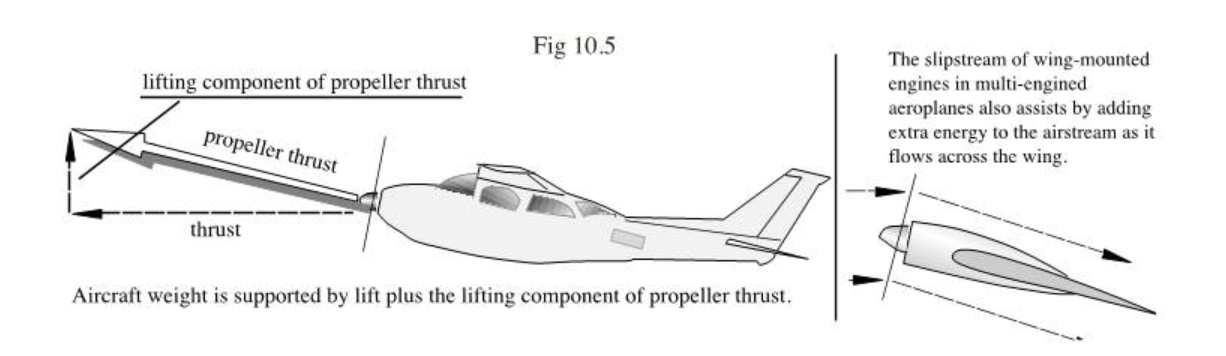 Fig 10.5
lifting component of propeller thrust
propeller thrust
thrust
Aircraft weight is supported by lift plus the lifting component of propeller thrust.
The slipstream of wing-mounted
engines in multi-engined
aeroplanes also assists by adding
extra energy to the airstream as it
flows across the wing.